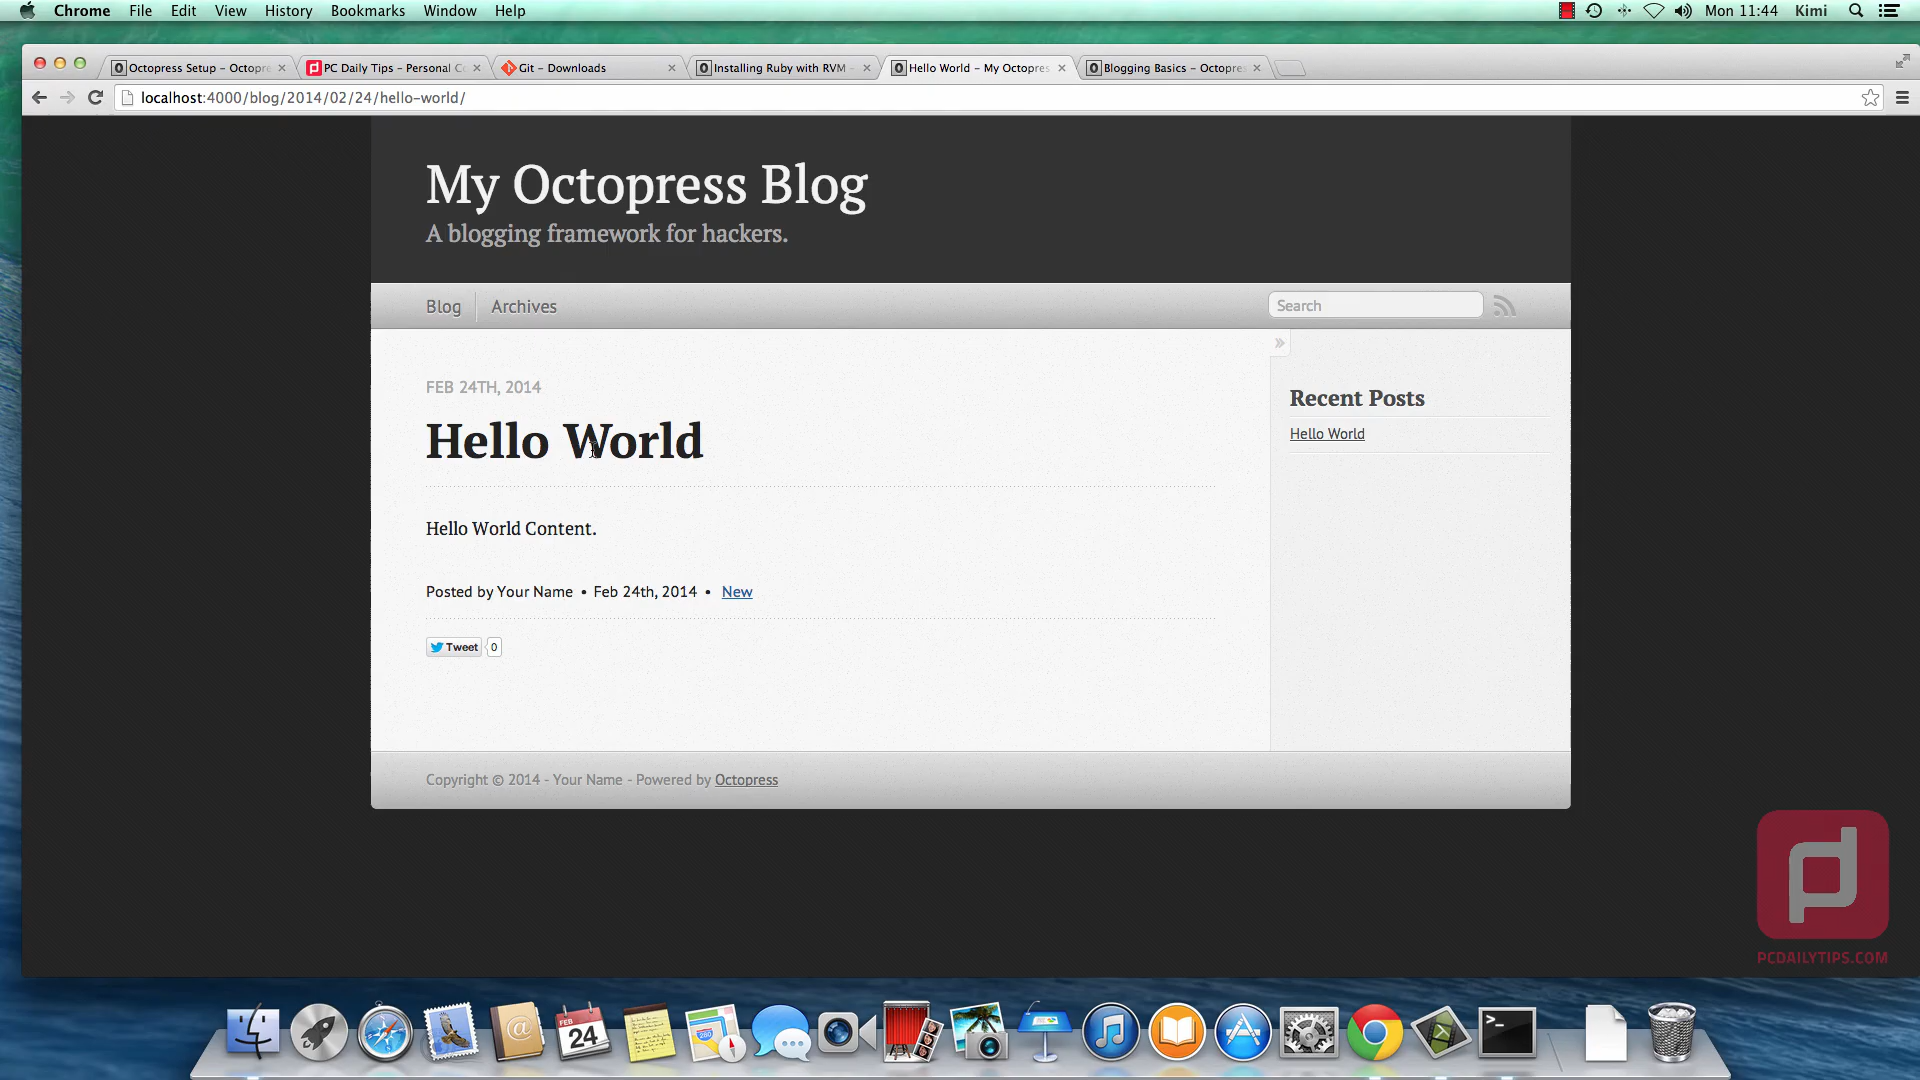 Chrome File Edit View History Bookmarks Window Help Mon 11:44 Kimi
Octopress Setup – Octopre
PC Daily Tips – Personal Co
Git – Downloads
Installing Ruby with RVM –
Hello World – My Octopres
Blogging Basics – Octopres
localhost:4000/blog/2014/02/24/hello-world/
My Octopress Blog
A blogging framework for hackers.
Blog Archives Search
»
FEB 24TH, 2014
Hello World
Hello World Content.
Posted by Your Name • Feb 24th, 2014 • New
Tweet 0
Recent Posts
Hello World
Copyright © 2014 - Your Name - Powered by Octopress
PCDAILYTIPS.COM
FEB
24
>_